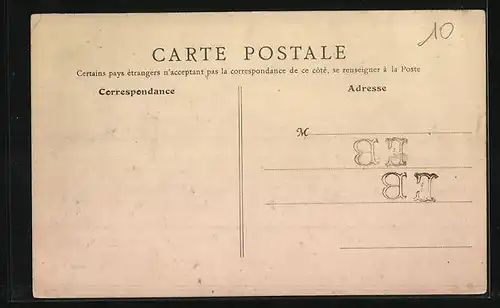 10
CARTE POSTALE
Certains pays étrangers n'acceptant pas la correspondance de ce côté, se renseigner à la Poste
Correspondance
Adresse
M